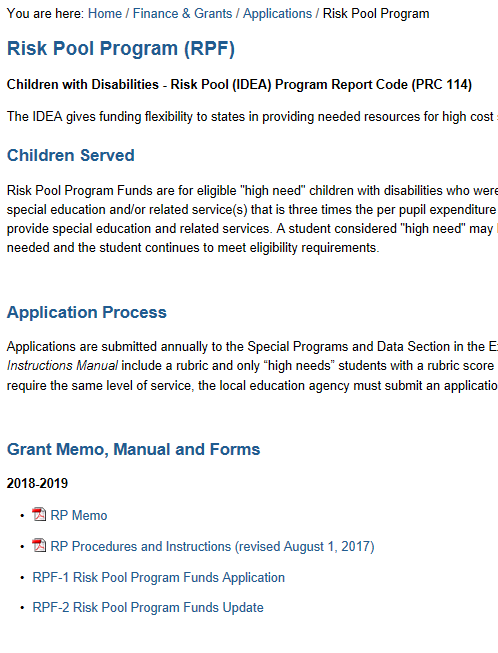 You are here: Home / Finance & Grants / Applications / Risk Pool Program
Risk Pool Program (RPF)
Children with Disabilities - Risk Pool (IDEA) Program Report Code (PRC 114)
The IDEA gives funding flexibility to states in providing needed resources for high cost
Children Served
Risk Pool Program Funds are for eligible "high need" children with disabilities who were
special education and/or related service(s) that is three times the per pupil expenditure
provide special education and related services. A student considered "high need" may
needed and the student continues to meet eligibility requirements.
Application Process
Applications are submitted annually to the Special Programs and Data Section in the
Instructions Manual include a rubric and only “high needs” students with a rubric score
require the same level of service, the local education agency must submit an
Grant Memo, Manual and Forms
2018-2019
• RP Memo
• RP Procedures and Instructions (revised August 1, 2017)
• RPF-1 Risk Pool Program Funds Application
• RPF-2 Risk Pool Program Funds Update